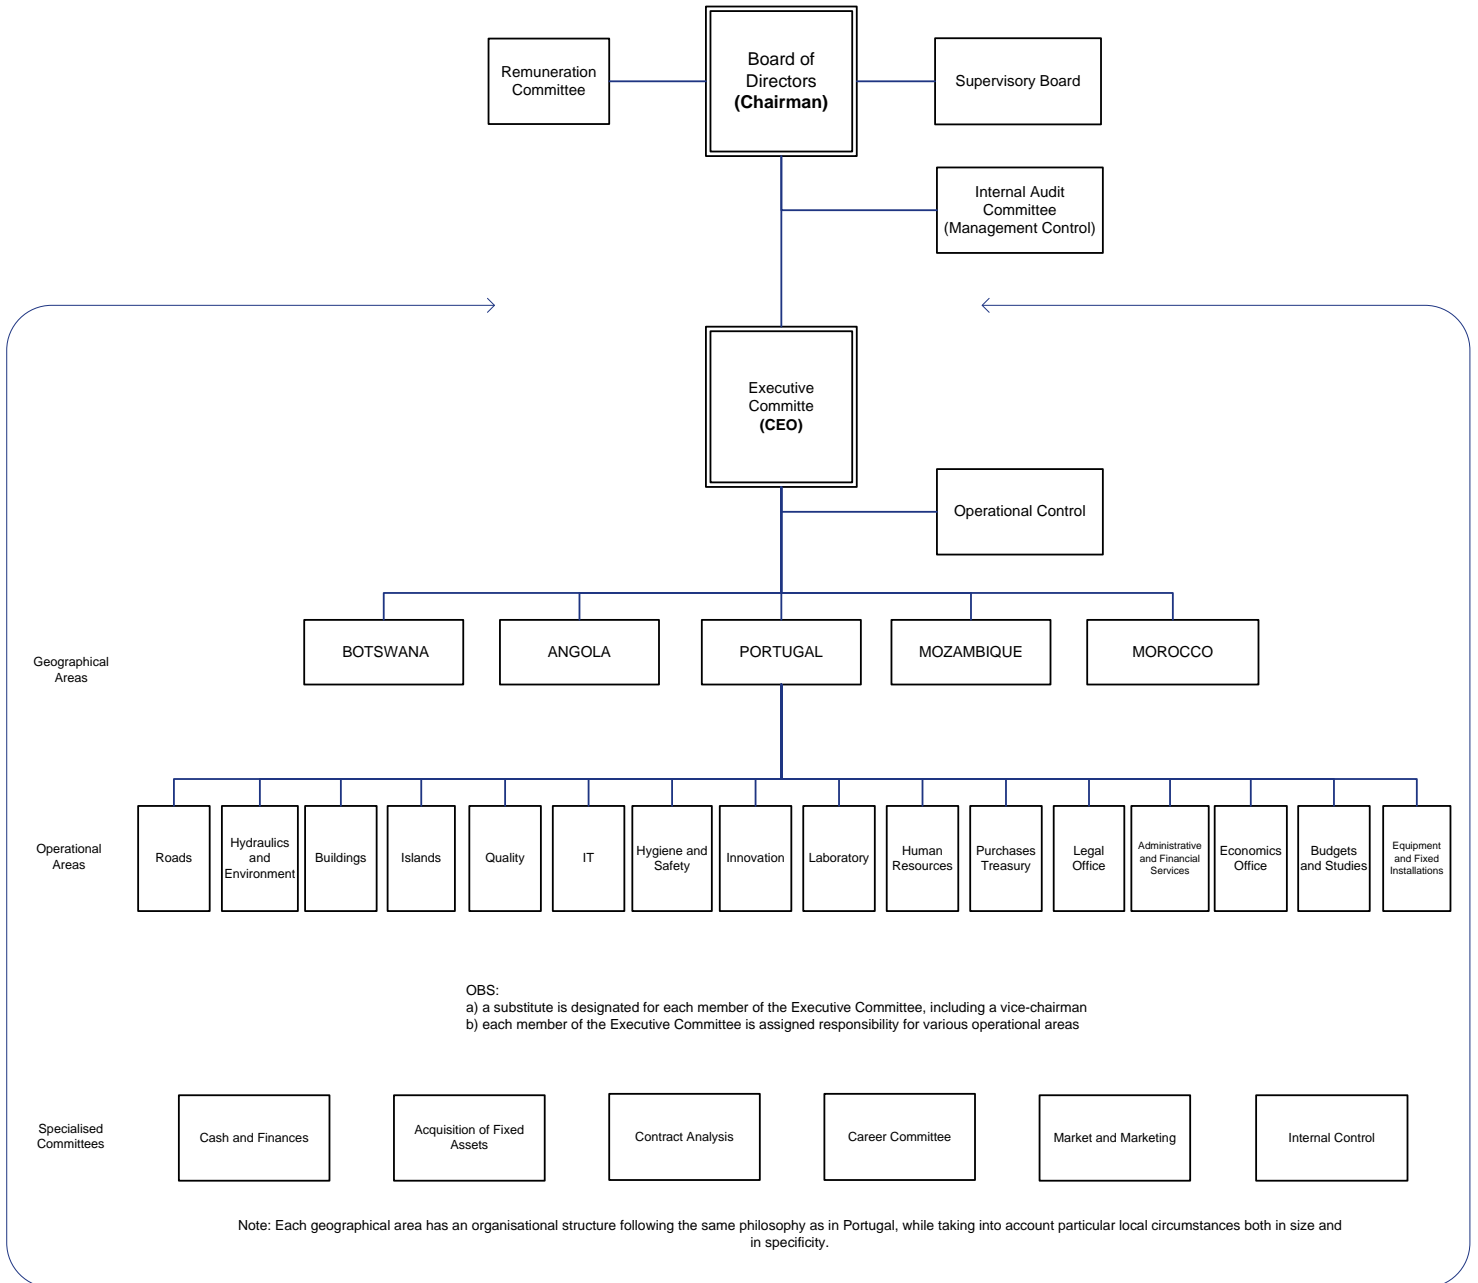 Remuneration
Committee
Board of
Directors
(Chairman)
Supervisory Board
Internal Audit
Committee
(Management Control)
Executive
Committe
(CEO)
Operational Control
Geographical
Areas
BOTSWANA
ANGOLA
PORTUGAL
MOZAMBIQUE
MOROCCO
Operational
Areas
Roads
Hydraulics
and
Environment
Buildings
Islands
Quality
IT
Hygiene and
Safety
Innovation
Laboratory
Human
Resources
Purchases
Treasury
Legal
Office
Administrative
and Financial
Services
Economics
Office
Budgets
and Studies
Equipment
and Fixed
Installations
OBS:
a) a substitute is designated for each member of the Executive Committee, including a vice-chairman
b) each member of the Executive Committee is assigned responsibility for various operational areas
Specialised
Committees
Cash and Finances
Acquisition of Fixed
Assets
Contract Analysis
Career Committee
Market and Marketing
Internal Control
Note: Each geographical area has an organisational structure following the same philosophy as in Portugal, while taking into account particular local circumstances both in size and
in specificity.